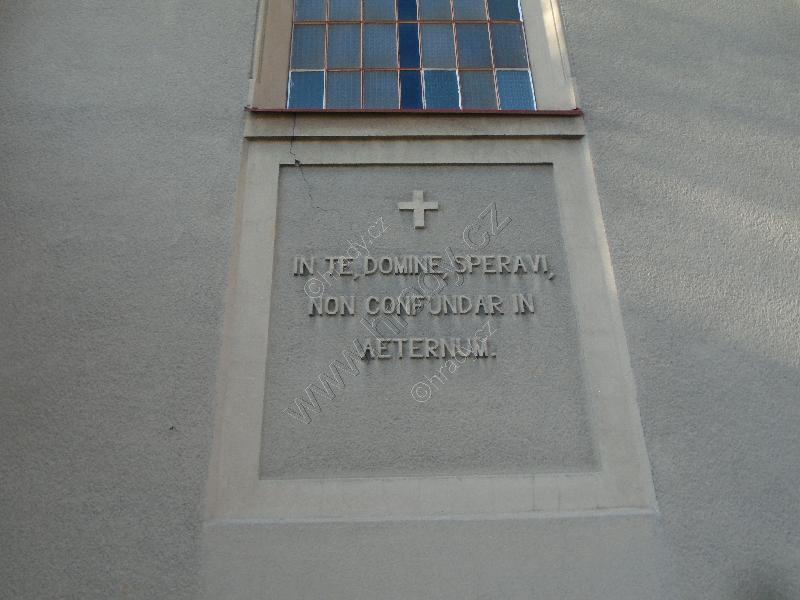 IN TE, DOMINE, SPERAVI,
NON CONFUNDAR IN
AETERNUM.
©hrady.cz
www.hrady.cz
©hrady.cz